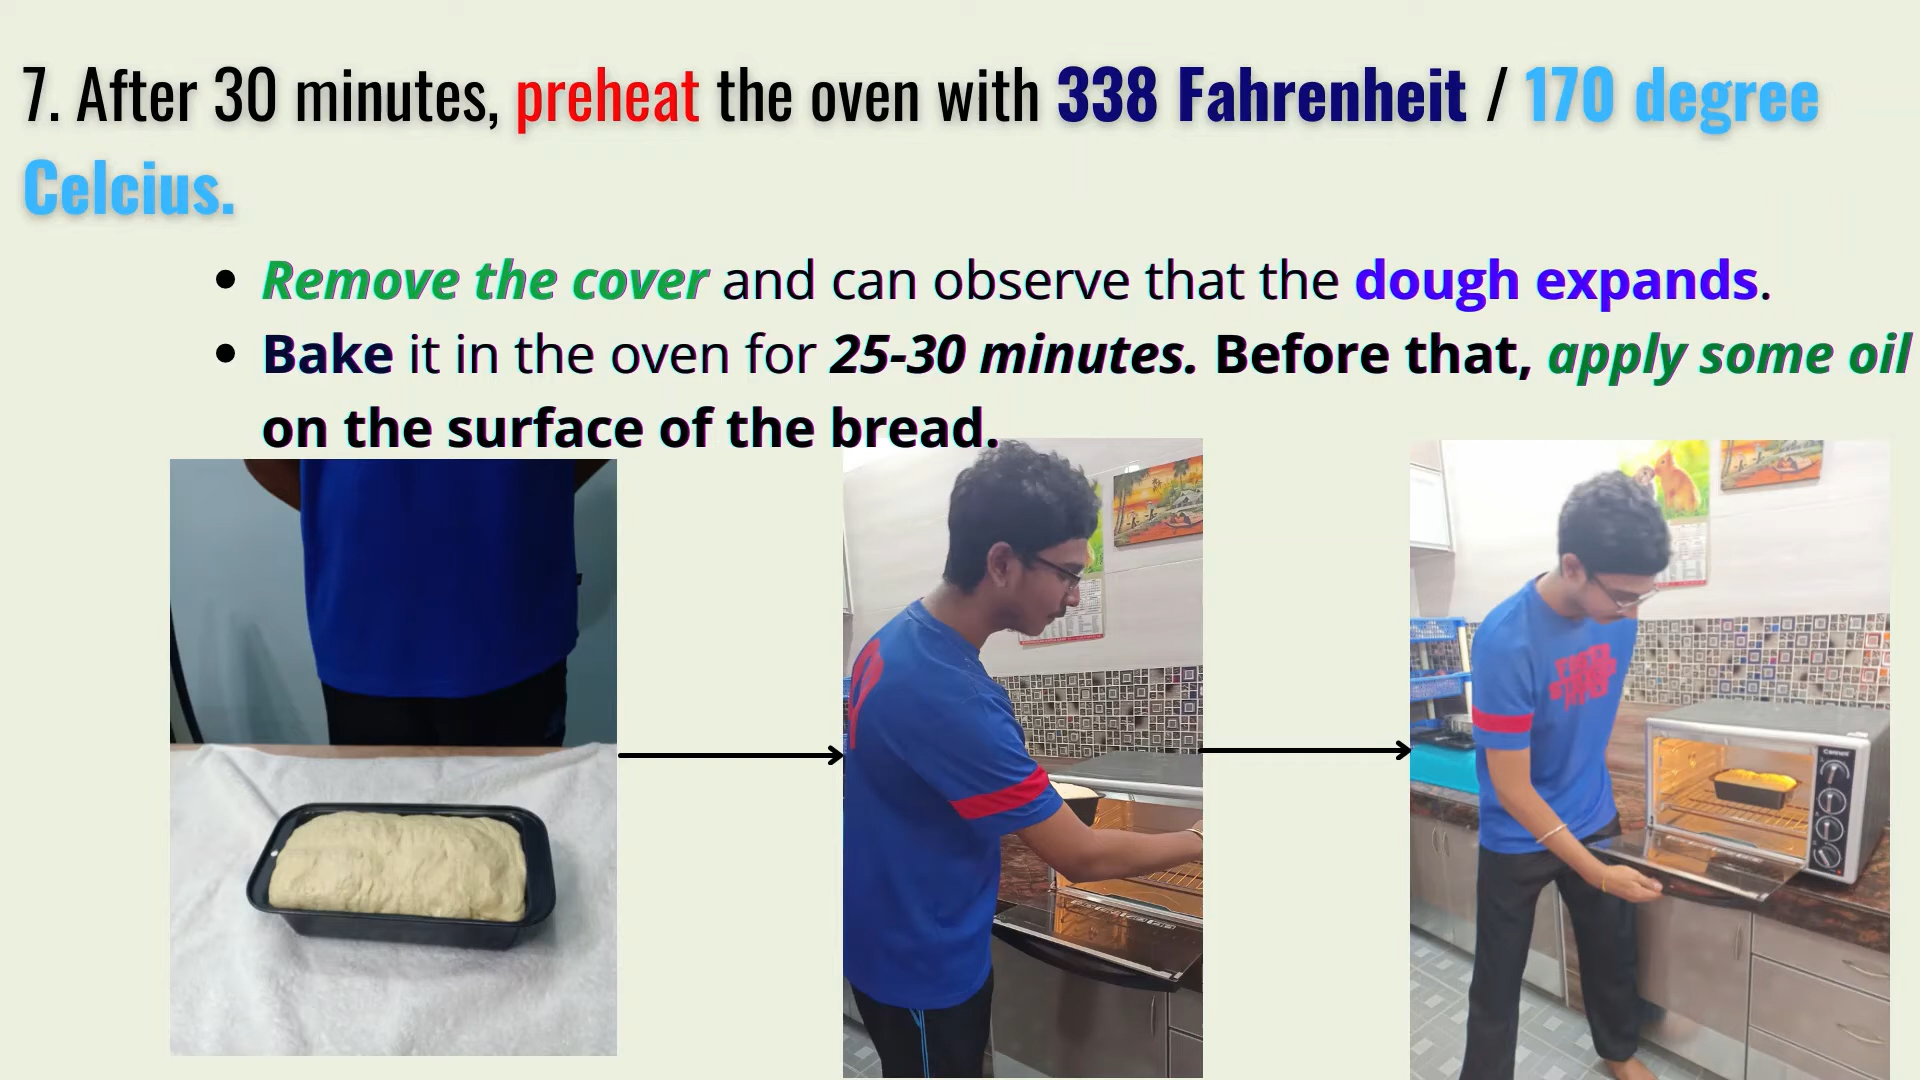 7. After 30 minutes, preheat the oven with 338 Fahrenheit / 170 degree
Celcius.
• Remove the cover and can observe that the dough expands.
• Bake it in the oven for 25-30 minutes. Before that, apply some oil
on the surface of the bread.